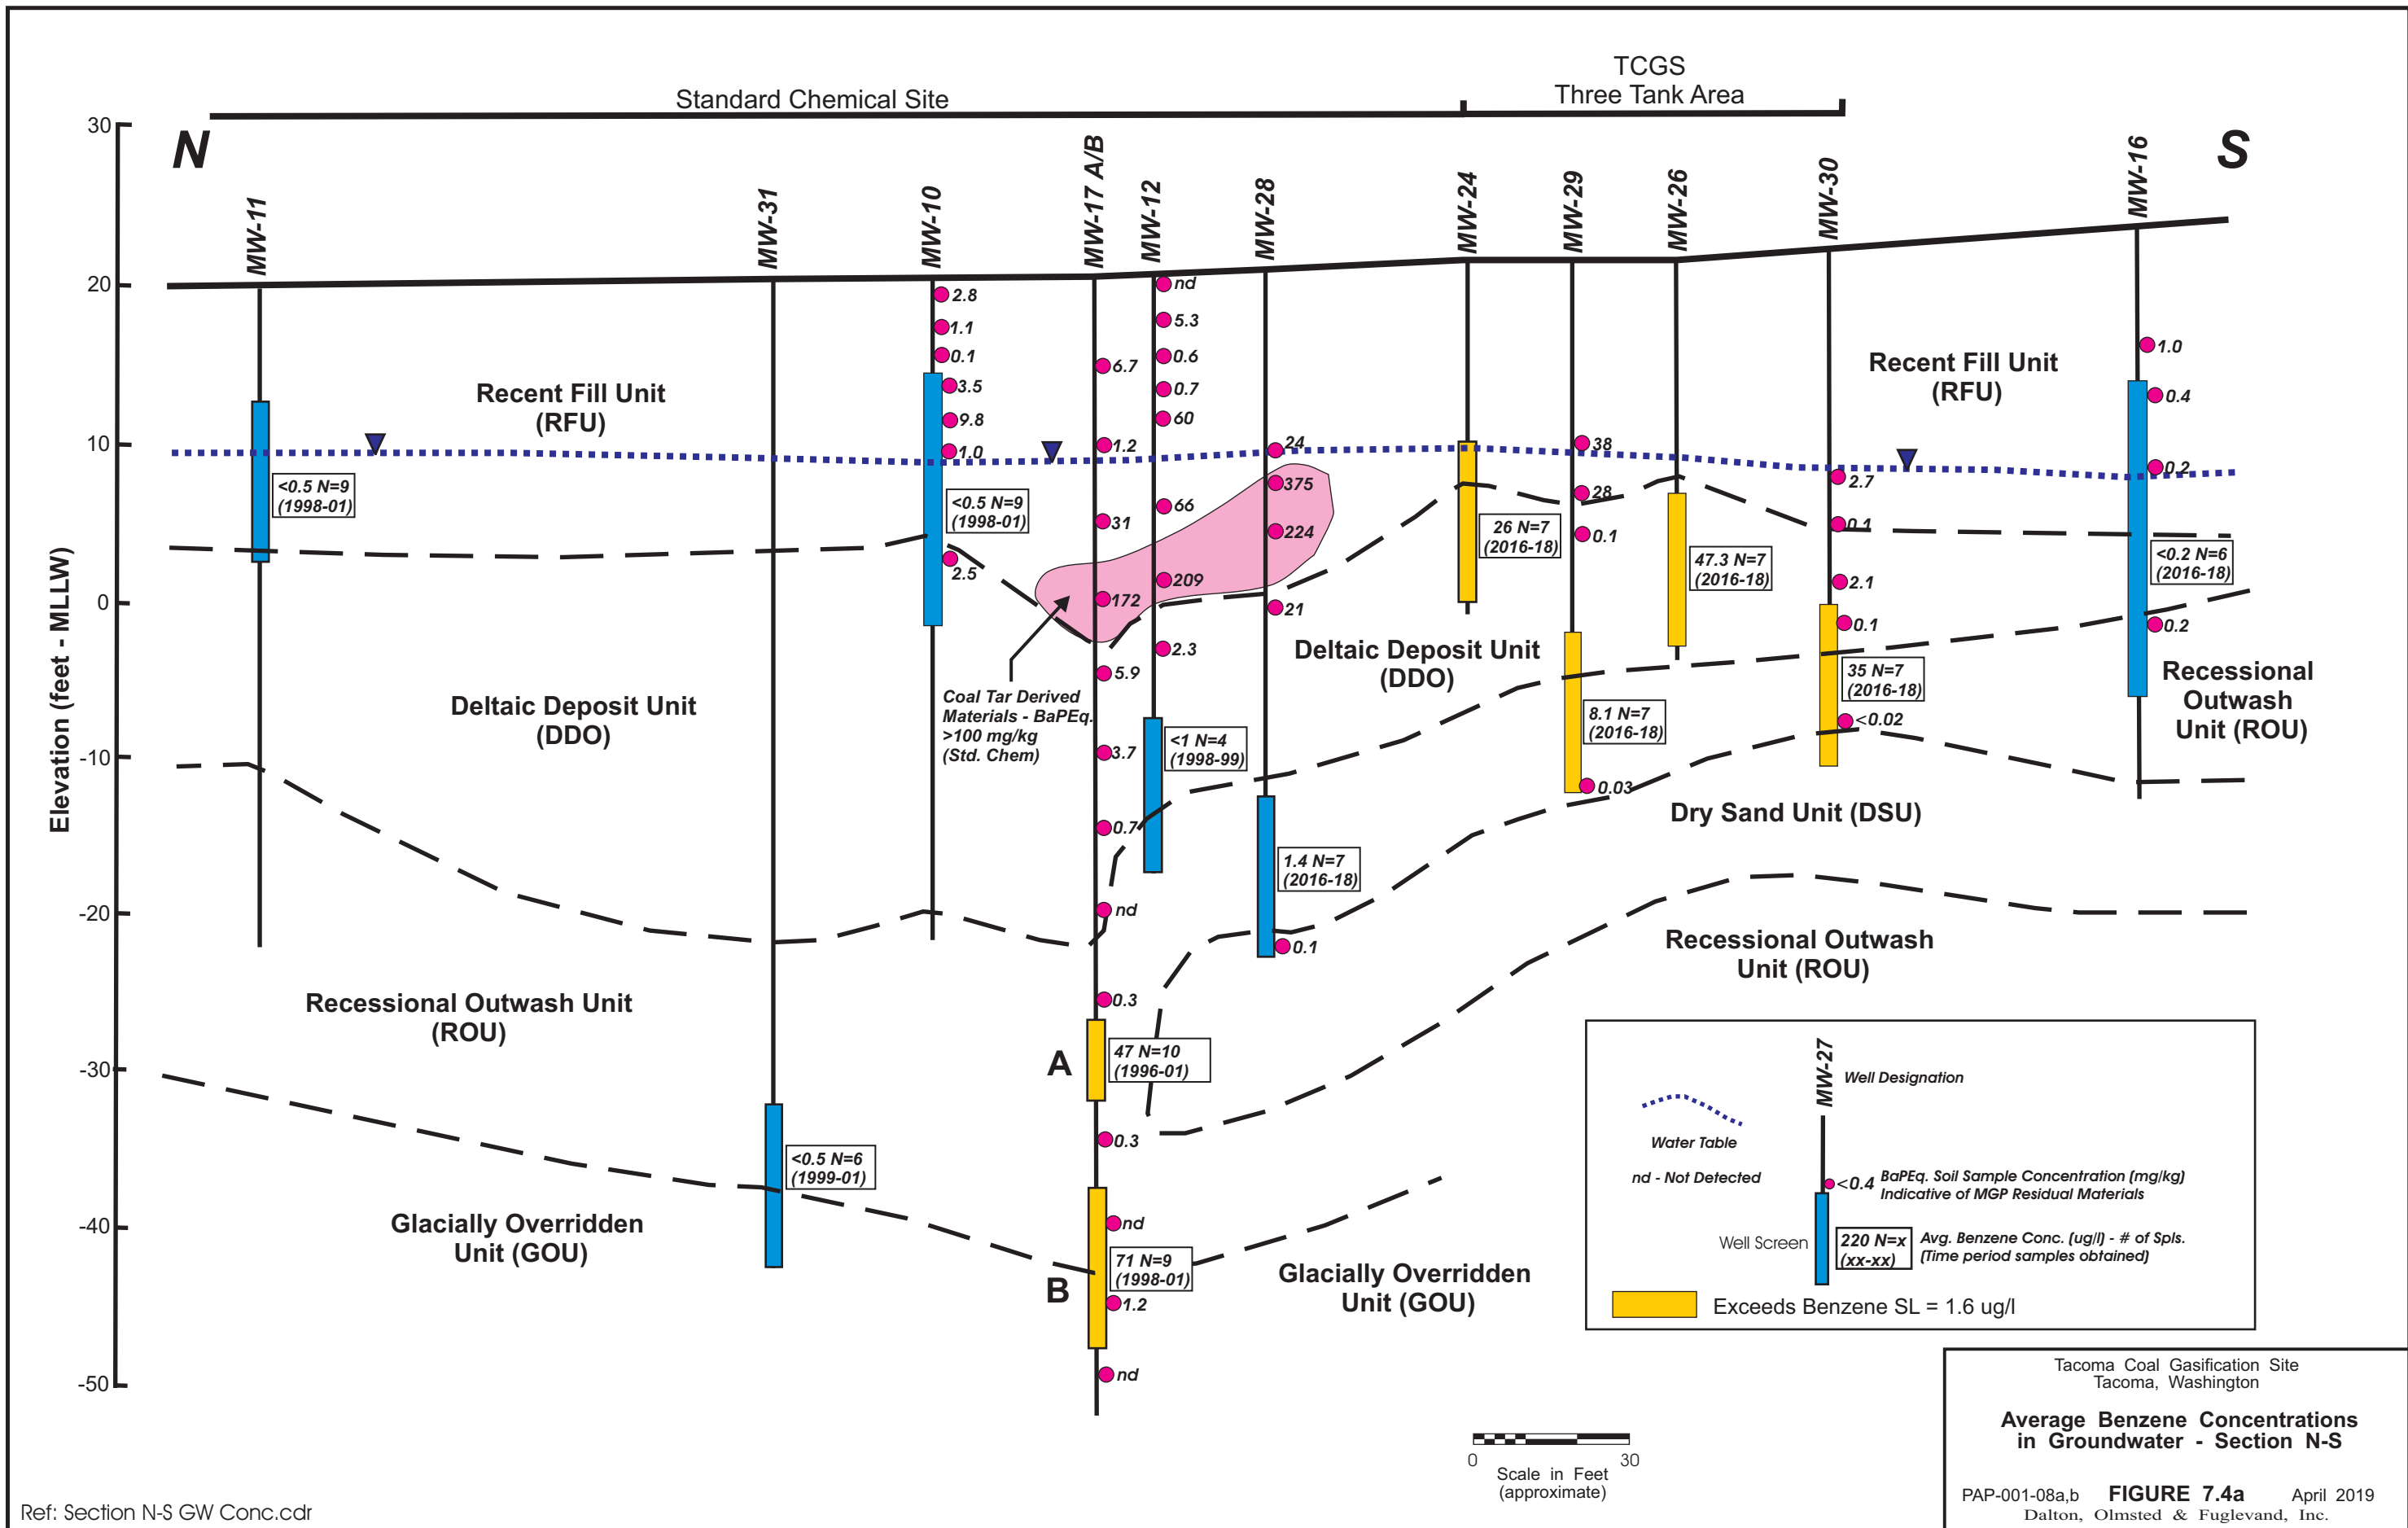 TCGS
Standard Chemical Site
Three Tank Area
30
20
10
0
-10
-20
-30
-40
-50
Elevation (feet - MLLW)
N
S
MW-11
MW-31
MW-10
MW-17 A/B
MW-12
MW-28
MW-24
MW-29
MW-26
MW-30
MW-16
<0.5 N=9
(1998-01)
<0.5 N=6
(1999-01)
2.8
1.1
0.1
3.5
9.8
1.0
<0.5 N=9
(1998-01)
2.5
6.7
1.2
31
172
5.9
3.7
0.7
nd
0.3
A
47 N=10
(1996-01)
0.3
nd
71 N=9
(1998-01)
B
1.2
nd
nd
5.3
0.6
0.7
60
66
209
2.3
<1 N=4
(1998-99)
24
375
224
21
1.4 N=7
(2016-18)
0.1
26 N=7
(2016-18)
38
28
0.1
8.1 N=7
(2016-18)
0.03
47.3 N=7
(2016-18)
2.7
0.1
2.1
0.1
35 N=7
(2016-18)
<0.02
1.0
0.4
0.2
<0.2 N=6
(2016-18)
0.2
Recent Fill Unit
(RFU)
Recent Fill Unit
(RFU)
Deltaic Deposit Unit
(DDO)
Coal Tar Derived
Materials - BaPEq.
>100 mg/kg
(Std. Chem)
Deltaic Deposit Unit
(DDO)
Recessional
Outwash
Unit (ROU)
Dry Sand Unit (DSU)
Recessional Outwash
Unit (ROU)
Recessional Outwash Unit
(ROU)
Glacially Overridden
Unit (GOU)
Glacially Overridden
Unit (GOU)
MW-27
Well Designation
Water Table
nd - Not Detected
<0.4
BaPEq. Soil Sample Concentration (mg/kg)
Indicative of MGP Residual Materials
Well Screen
220 N=x
(xx-xx)
Avg. Benzene Conc. (ug/l) - # of Spls.
(Time period samples obtained)
Exceeds Benzene SL = 1.6 ug/l
0 30
Scale in Feet
(approximate)
Tacoma Coal Gasification Site
Tacoma, Washington
Average Benzene Concentrations
in Groundwater - Section N-S
PAP-001-08a,b FIGURE 7.4a April 2019
Dalton, Olmsted & Fuglevand, Inc.
Ref: Section N-S GW Conc.cdr